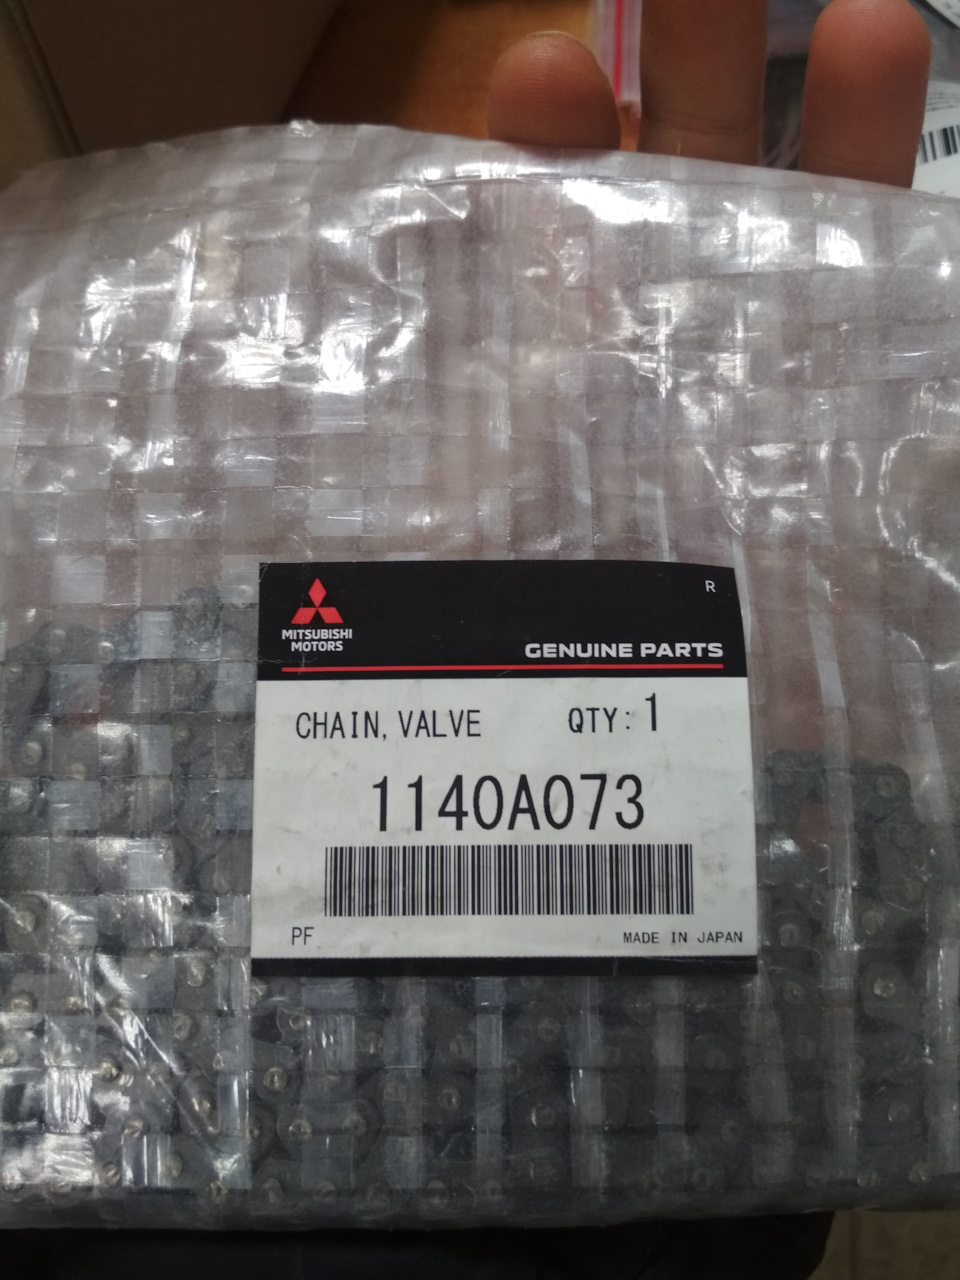 R
MITSUBISHI
MOTORS
GENUINE PARTS
CHAIN, VALVE QTY: 1
1140A073
PF MADE IN JAPAN